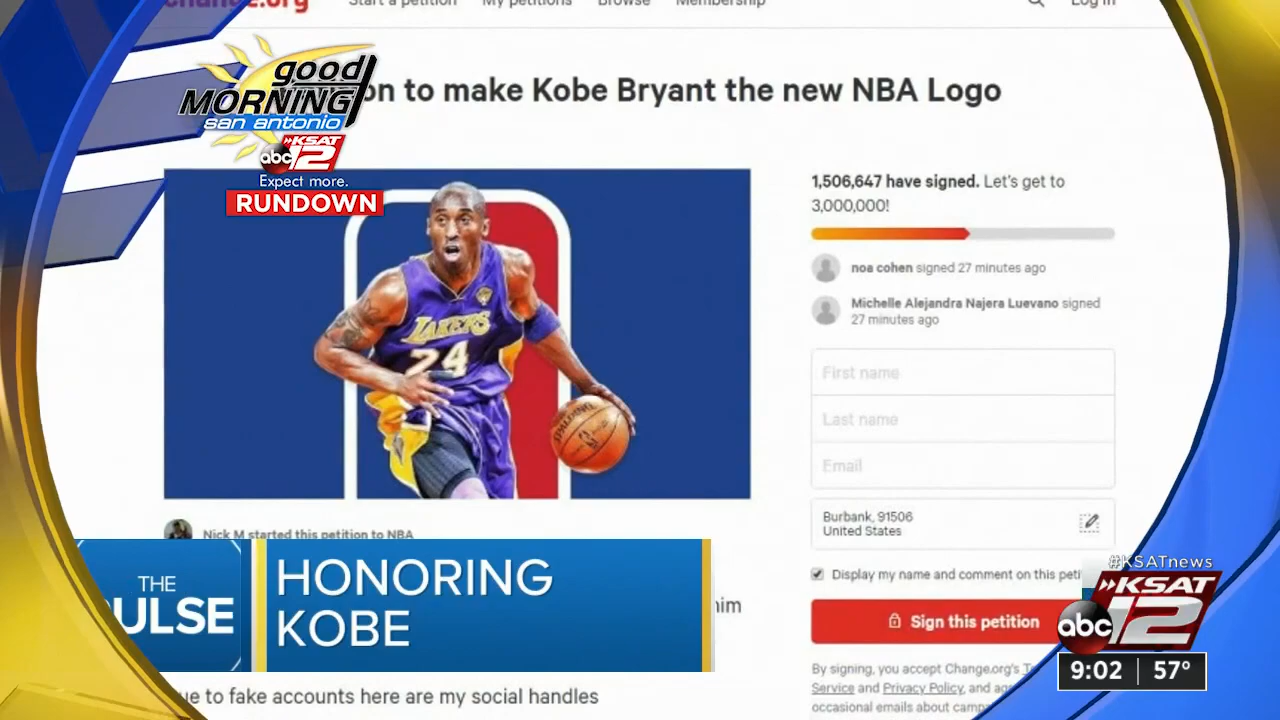 Start a petition My petitions Browse Membership Log in
good
MORNING
san antonio
KSAT
abc 12
Expect more.
RUNDOWN
on to make Kobe Bryant the new NBA Logo
1,506,647 have signed. Let's get to
3,000,000!
noa cohen signed 27 minutes ago
Michelle Alejandra Najera Luevano signed
27 minutes ago
LAKERS
24
SPALDING
First name
Last name
Email
Burbank, 91506
United States
Display my name and comment on this peti
Sign this petition
By signing, you accept Change.org's
Service and Privacy Policy, and
occasional emails about
Nick M started this petition to NBA
THE
ULSE
HONORING
KOBE
him
ue to fake accounts here are my social handles
#KSATnews
KSAT
abc 12
9:02 57°